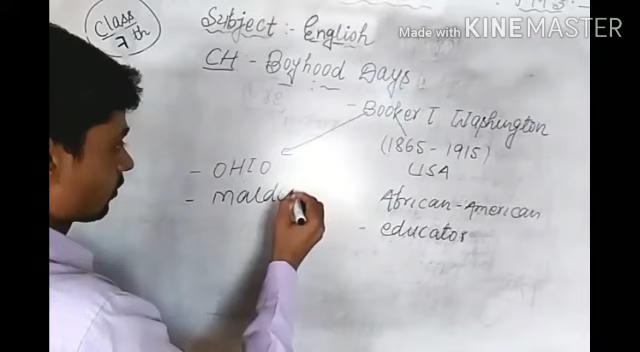 Made with KINEMASTER
Class
7th
Subject :- English
CH - Boyhood Days
- Booker T Washington
(1865 - 1915)
USA
- OHIO
- maldu
African - American
- educator